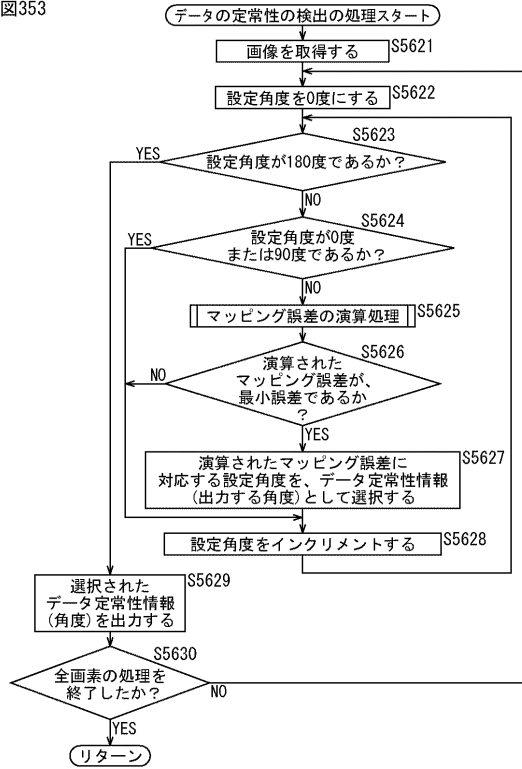 図353
データの定常性の検出の処理スタート
画像を取得する
S5621
設定角度を0度にする
S5622
S5623
YES
設定角度が180度であるか？
NO
S5624
YES
設定角度が0度
または90度であるか？
NO
マッピング誤差の演算処理
S5625
S5626
NO
演算された
マッピング誤差が、
最小誤差であるか
？
YES
S5627
演算されたマッピング誤差に
対応する設定角度を、データ定常性情報
(出力する角度)として選択する
設定角度をインクリメントする
S5628
S5629
選択された
データ定常性情報
(角度)を出力する
S5630
全画素の処理を
終了したか？
NO
YES
リターン